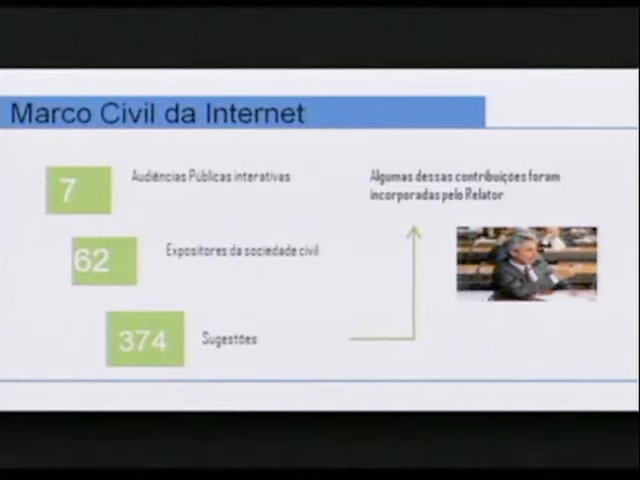 Marco Civil da Internet
7
Audiências Públicas interativas
62
Expositores da sociedade civil
374
Sugestões
Algumas dessas contribuições foram
incorporadas pelo Relator